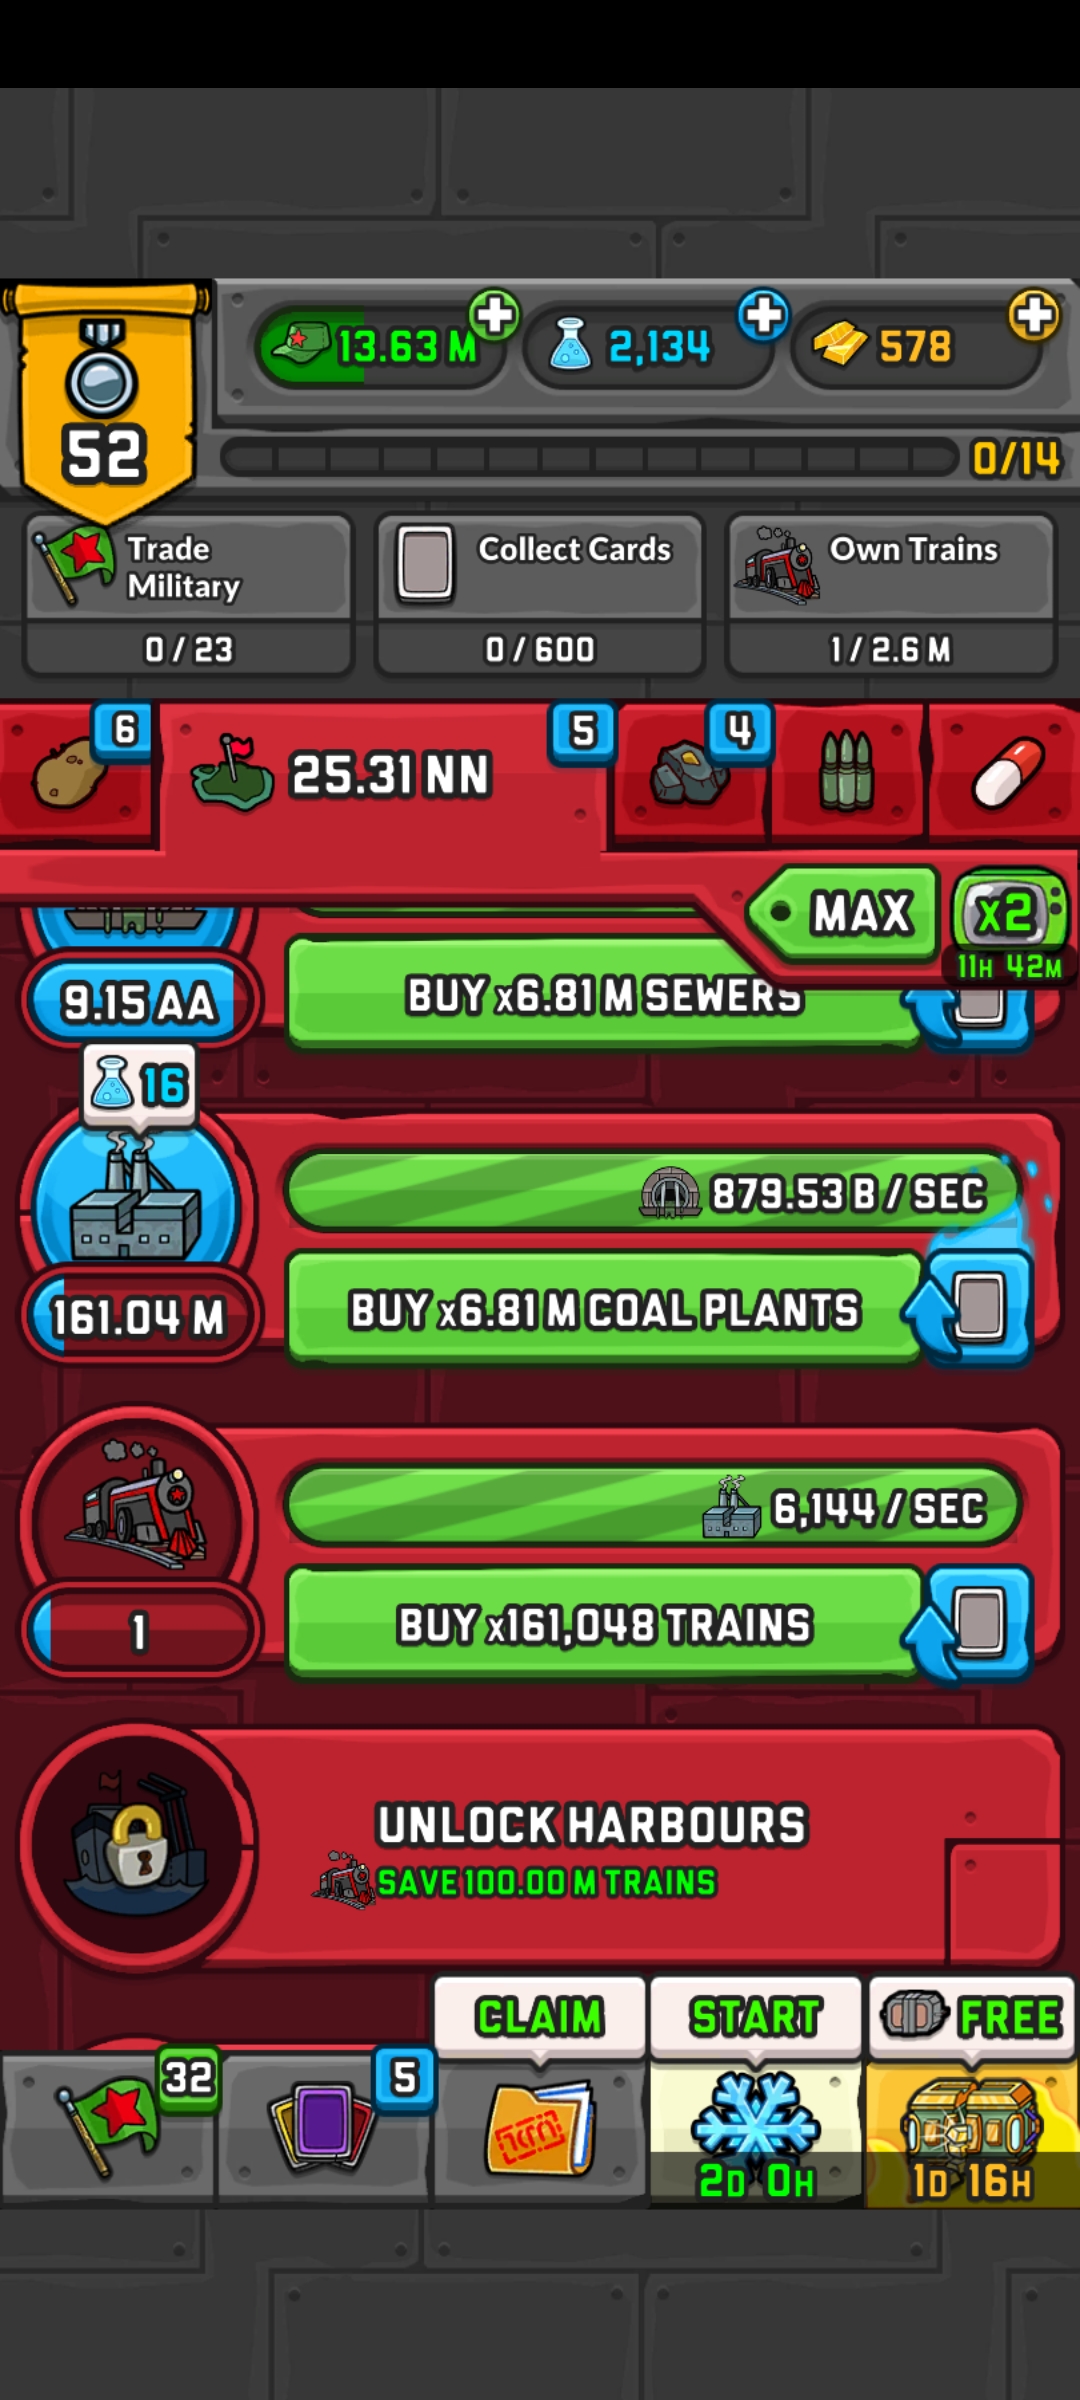 13.63 M
2,134
578
52
0/14
Trade
Military
0 / 23
Collect Cards
0 / 600
Own Trains
1 / 2.6 M
6
25.31 NN
5
4
MAX
x2
11H 42M
9.15 AA
BUY x6.81 M SEWERS
16
879.53 B / SEC
161.04 M
BUY x6.81 M COAL PLANTS
6,144 / SEC
1
BUY x161,048 TRAINS
UNLOCK HARBOURS
SAVE 100.00 M TRAINS
CLAIM
START
FREE
32
5
2D 0H
1D 16H